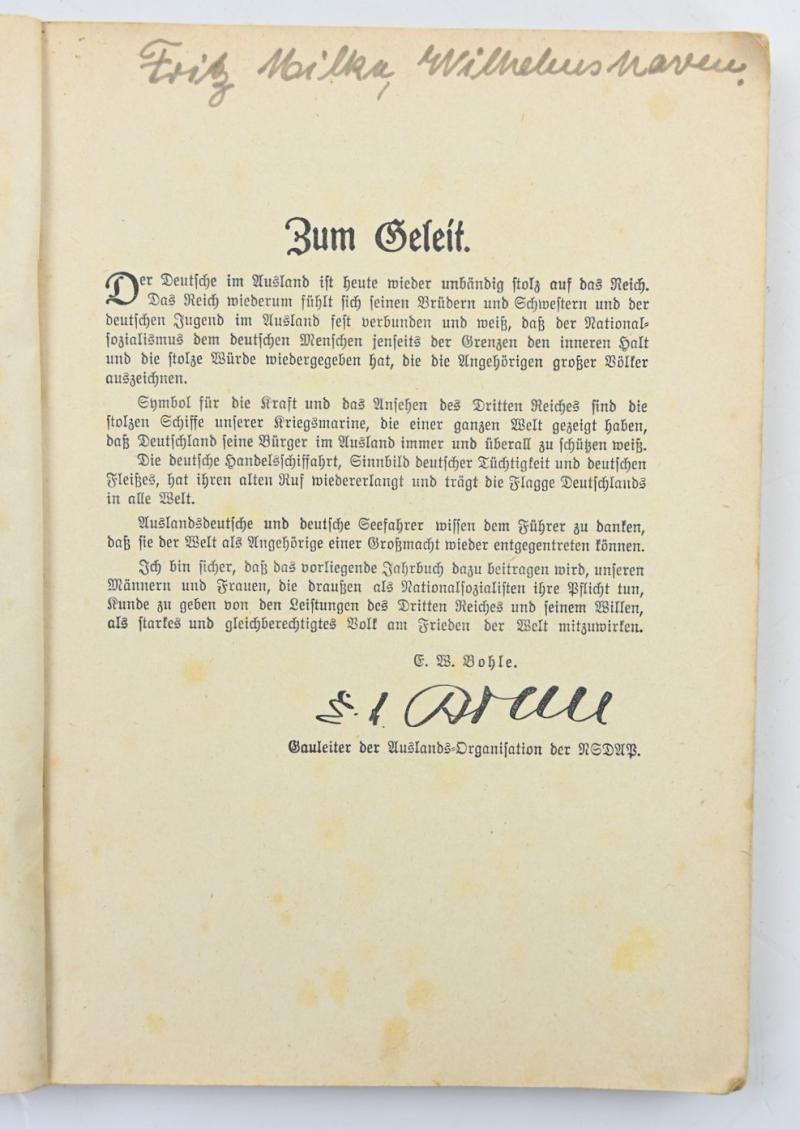 Fritz Milka, Wilhelmshaven.
Zum Geleit.
Der Deutsche im Ausland ist heute wieder unbändig stolz auf das Reich.
Das Reich wiederum fühlt sich seinen Brüdern und Schwestern und der
deutschen Jugend im Ausland fest verbunden und weiß, daß der National-
sozialismus dem deutschen Menschen jenseits der Grenzen den inneren Halt
und die stolze Würde wiedergegeben hat, die die Angehörigen großer Völker
auszeichnen.
Symbol für die Kraft und das Ansehen des Dritten Reiches sind die
stolzen Schiffe unserer Kriegsmarine, die einer ganzen Welt gezeigt haben,
daß Deutschland seine Bürger im Ausland immer und überall zu schützen weiß.
Die deutsche Handelsschiffahrt, Sinnbild deutscher Tüchtigkeit und deutschen
Fleißes, hat ihren alten Ruf wiedererlangt und trägt die Flagge Deutschlands
in alle Welt.
Auslandsdeutsche und deutsche Seefahrer wissen dem Führer zu danken,
daß sie der Welt als Angehörige einer Großmacht wieder entgegentreten können.
Ich bin sicher, daß das vorliegende Jahrbuch dazu beitragen wird, unseren
Männern und Frauen, die draußen als Nationalsozialisten ihre Pflicht tun,
Kunde zu geben von den Leistungen des Dritten Reiches und seinem Willen,
als starkes und gleichberechtigtes Volk am Frieden der Welt mitzuwirken.
E. W. Bohle.
E. W. Bohle
Gauleiter der Auslands-Organisation der NSDAP.